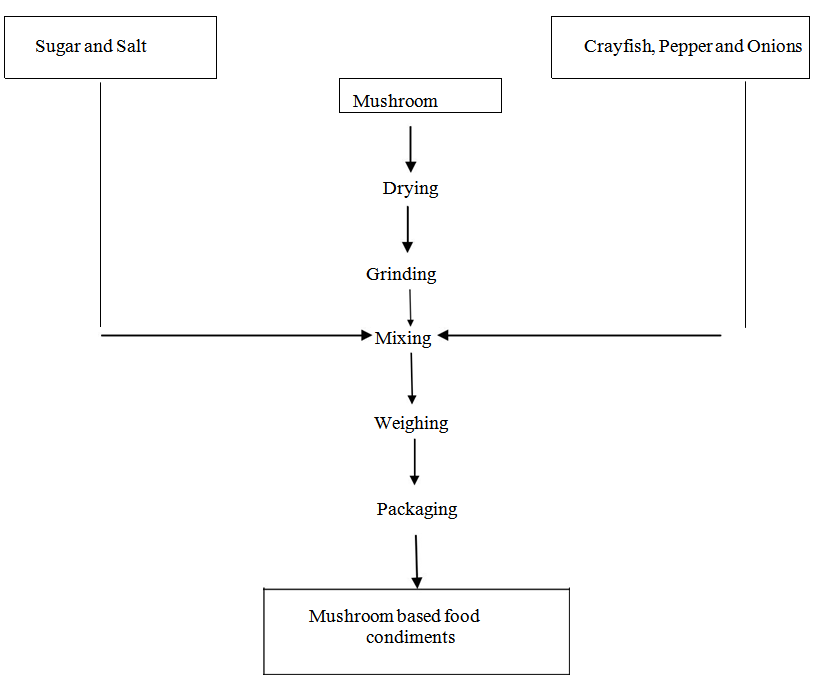 Sugar and Salt
Crayfish, Pepper and Onions
Mushroom
Drying
Grinding
Mixing
Weighing
Packaging
Mushroom based food
condiments